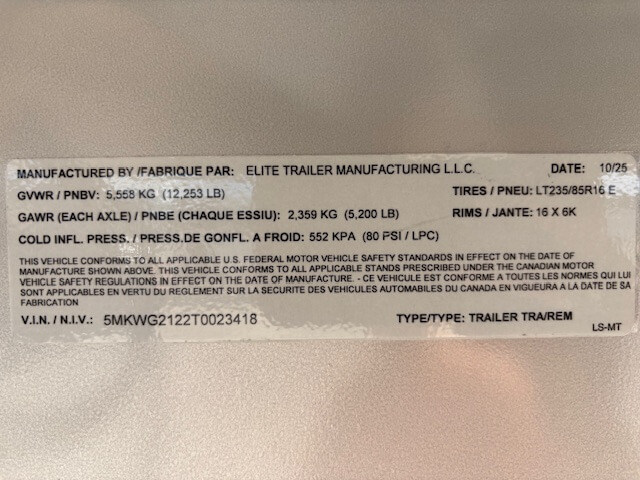 MANUFACTURED BY /FABRIQUE PAR: ELITE TRAILER MANUFACTURING L.L.C. DATE: 10/25
GVWR / PNBV: 5,558 KG (12,253 LB) TIRES / PNEU: LT235/85R16 E
GAWR (EACH AXLE) / PNBE (CHAQUE ESSIU): 2,359 KG (5,200 LB) RIMS / JANTE: 16 X 6K
COLD INFL. PRESS. / PRESS.DE GONFL. A FROID: 552 KPA (80 PSI / LPC)
THIS VEHICLE CONFORMS TO ALL APPLICABLE U.S. FEDERAL MOTOR VEHICLE SAFETY STANDARDS IN EFFECT ON THE DATE OF
MANUFACTURE SHOWN ABOVE. THIS VEHICLE CONFORMS TO ALL APPLICABLE STANDS PRESCRIBED UNDER THE CANADIAN MOTOR
VEHICLE SAFETY REGULATIONS IN EFFECT ON THE DATE OF MANUFACTURE. - CE VEHICULE EST CONFORME A TOUTES LES NORMES QUI LUI
SONT APPLICABLES EN VERTU DU REGLEMENT SUR LA SECURITE DES VEHICULES AUTOMOBILES DU CANADA EN VIGUEURA A LA DATE DE SA
FABRICATION
V.I.N. / N.I.V.: 5MKWG2122T0023418 TYPE/TYPE: TRAILER TRA/REM
LS-MT